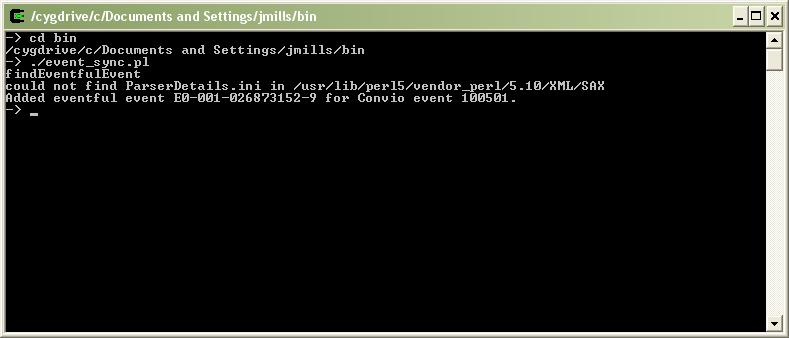 /cygdrive/c/Documents and Settings/jmills/bin
-> cd bin
/cygdrive/c/Documents and Settings/jmills/bin
-> ./event_sync.pl
findEventfulEvent
could not find ParserDetails.ini in /usr/lib/perl5/vendor_perl/5.10/XML/SAX
Added eventful event E0-001-026873152-9 for Convio event 100501.
-> _